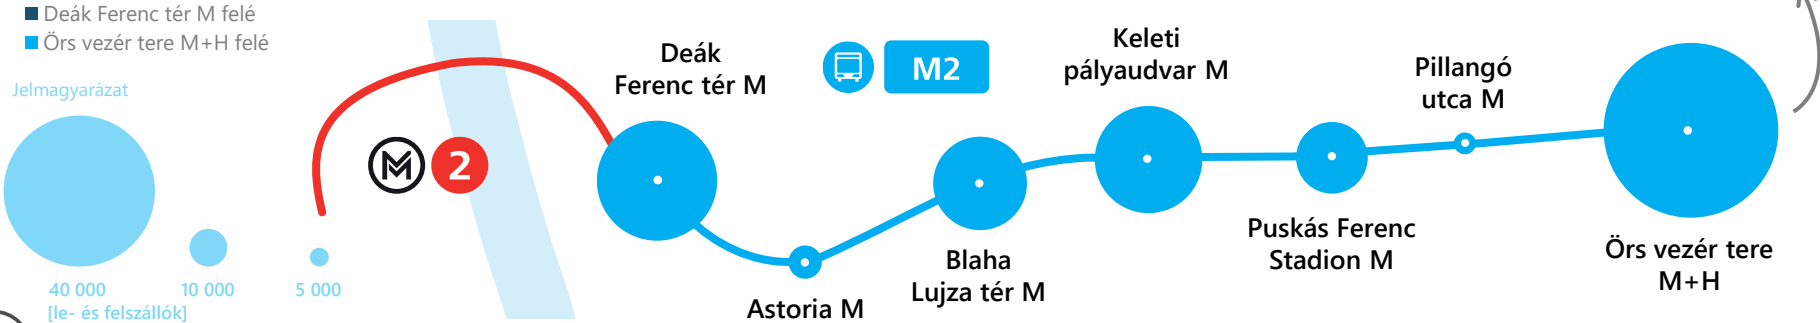 Deák Ferenc tér M felé
Örs vezér tere M+H felé
Jelmagyarázat
40 000
10 000
5 000
[le- és felszállók]
M 2
Deák
Ferenc tér M
M2
Astoria M
Blaha
Lujza tér M
Keleti
pályaudvar M
Puskás Ferenc
Stadion M
Pillangó
utca M
Örs vezér tere
M+H